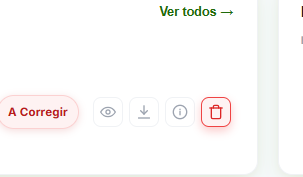 Ver todos →
A Corregir